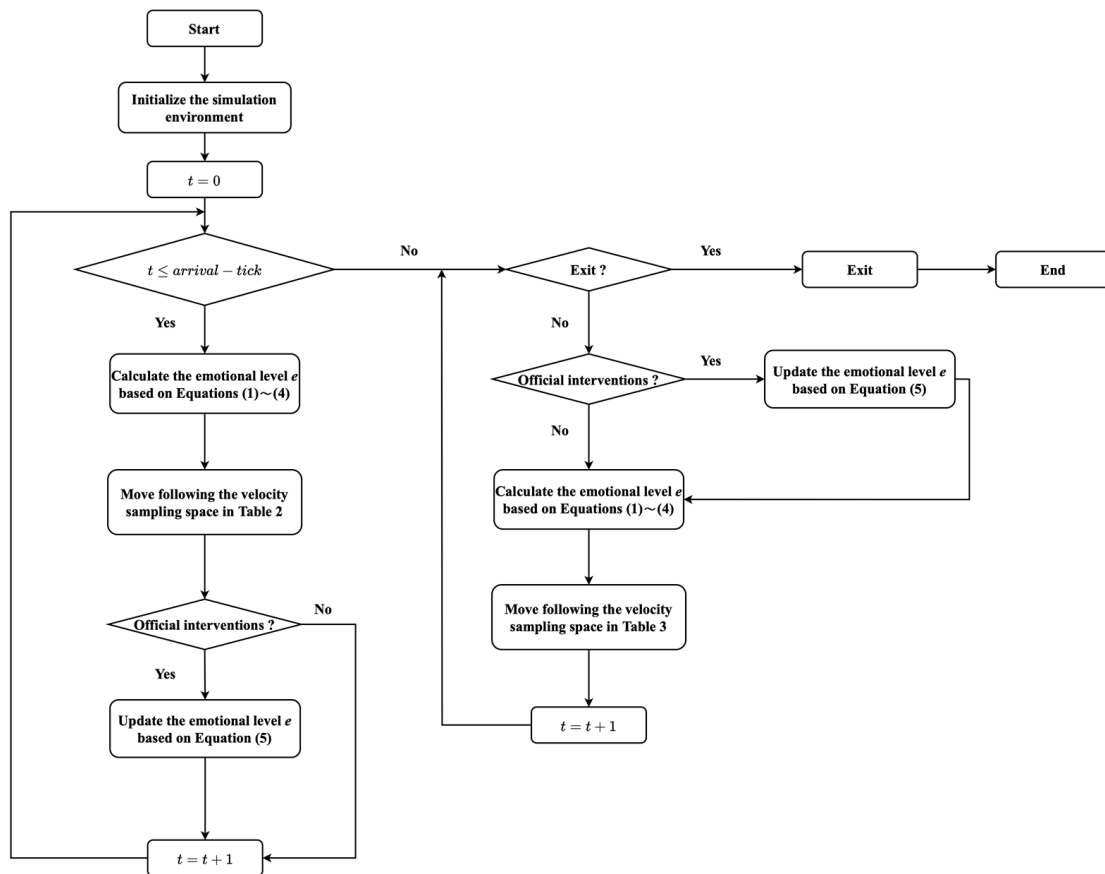 Start
Initialize the simulation
environment
t = 0
t ≤ arrival − tick
No
Yes
Calculate the emotional level e
based on Equations (1)∼(4)
Move following the velocity
sampling space in Table 2
Official interventions ?
No
Yes
Update the emotional level e
based on Equation (5)
t = t + 1
Exit ?
Yes
Exit
End
No
Official interventions ?
Yes
Update the emotional level e
based on Equation (5)
No
Calculate the emotional level e
based on Equations (1)∼(4)
Move following the velocity
sampling space in Table 3
t = t + 1